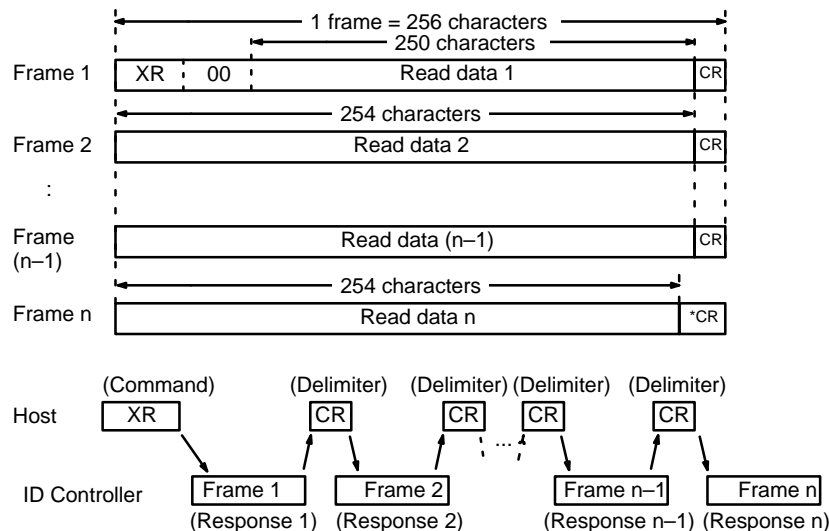 1 frame = 256 characters
250 characters
Frame 1 XR 00 Read data 1 CR
254 characters
Frame 2 Read data 2 CR
:
Frame (n–1) Read data (n–1) CR
254 characters
Frame n Read data n *CR
(Command) (Delimiter) (Delimiter) (Delimiter) (Delimiter)
Host XR CR CR ... CR CR
ID Controller Frame 1 Frame 2 Frame n–1 Frame n
(Response 1) (Response 2) (Response n–1) (Response n)